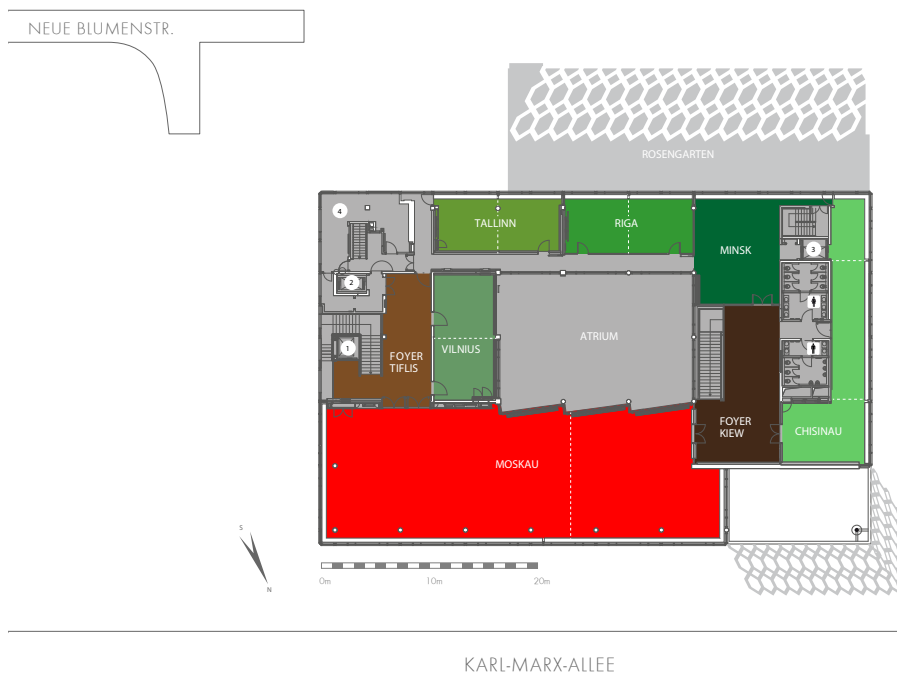 NEUE BLUMENSTR.
ROSENGARTEN
4
TALLINN
RIGA
MINSK
3
2
1
FOYER
TIFLIS
VILNIUS
ATRIUM
FOYER
KIEW
CHISINAU
MOSKAU
S
N
0m
10m
20m
KARL-MARX-ALLEE